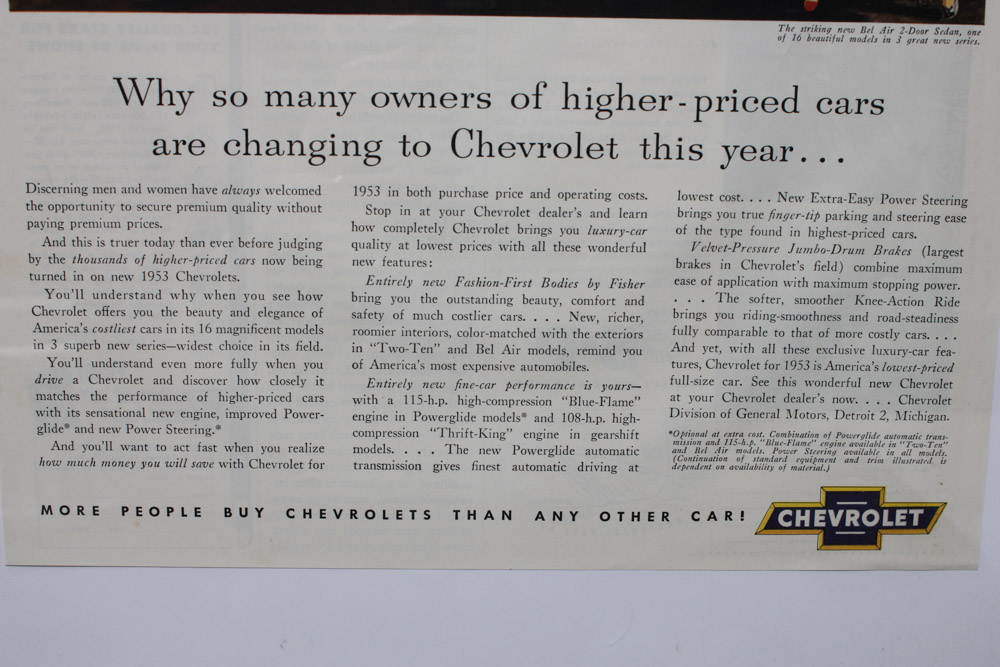 The striking new Bel Air 2-Door Sedan, one
of 16 beautiful models in 3 great new series.
Why so many owners of higher-priced cars
are changing to Chevrolet this year...
Discerning men and women have always welcomed
the opportunity to secure premium quality without
paying premium prices.
And this is truer today than ever before judging
by the thousands of higher-priced cars now being
turned in on new 1953 Chevrolets.
You'll understand why when you see how
Chevrolet offers you the beauty and elegance of
America's costliest cars in its 16 magnificent models
in 3 superb new series—widest choice in its field.
You'll understand even more fully when you
drive a Chevrolet and discover how closely it
matches the performance of higher-priced cars
with its sensational new engine, improved Power-
glide* and new Power Steering.*
And you'll want to act fast when you realize
how much money you will save with Chevrolet for
1953 in both purchase price and operating costs.
Stop in at your Chevrolet dealer's and learn
how completely Chevrolet brings you luxury-car
quality at lowest prices with all these wonderful
new features:
Entirely new Fashion-First Bodies by Fisher
bring you the outstanding beauty, comfort and
safety of much costlier cars. . . . New, richer,
roomier interiors, color-matched with the exteriors
in "Two-Ten" and Bel Air models, remind you
of America's most expensive automobiles.
Entirely new fine-car performance is yours—
with a 115-h.p. high-compression "Blue-Flame"
engine in Powerglide models* and 108-h.p. high-
compression "Thrift-King" engine in gearshift
models. . . . The new Powerglide automatic
transmission gives finest automatic driving at
lowest cost. . . . New Extra-Easy Power Steering
brings you true finger-tip parking and steering ease
of the type found in highest-priced cars.
Velvet-Pressure Jumbo-Drum Brakes (largest
brakes in Chevrolet's field) combine maximum
ease of application with maximum stopping power.
. . . The softer, smoother Knee-Action Ride
brings you riding-smoothness and road-steadiness
fully comparable to that of more costly cars. . . .
And yet, with all these exclusive luxury-car fea-
tures, Chevrolet for 1953 is America's lowest-priced
full-size car. See this wonderful new Chevrolet
at your Chevrolet dealer's now. . . . Chevrolet
Division of General Motors, Detroit 2, Michigan.
*Optional at extra cost. Combination of Powerglide automatic trans-
mission and 115-h.p. "Blue-Flame" engine available in "Two-Ten"
and Bel Air models. Power Steering available in all models.
(Continuation of standard equipment and trim illustrated is
dependent on availability of material.)
MORE PEOPLE BUY CHEVROLETS THAN ANY OTHER CAR!
CHEVROLET